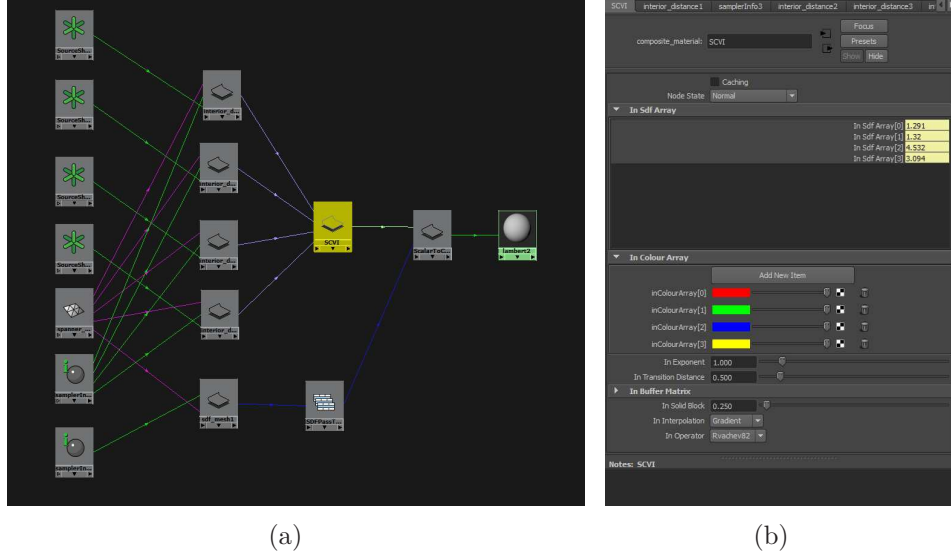 SourceSh...
SourceSh...
SourceSh...
SourceSh...
spanner_...
samplerIn...
samplerIn...
interior_d...
interior_d...
interior_d...
interior_d...
sdf_mesh1
SCVI
SDFPassT...
ScalarToC...
lambert2
(a)
SCVI interior_distance1 samplerInfo3 interior_distance2 interior_distance3
composite_material: SCVI
Focus
Presets
Show Hide
Caching
Node State Normal
In Sdf Array
In Sdf Array[0] 1.291
In Sdf Array[1] 1.32
In Sdf Array[2] 4.532
In Sdf Array[3] 3.094
In Colour Array
Add New Item
inColourArray[0]
inColourArray[1]
inColourArray[2]
inColourArray[3]
In Exponent 1.000
In Transition Distance 0.500
In Buffer Matrix
In Solid Block 0.250
In Interpolation Gradient
In Operator Rvachev82
Notes: SCVI
(b)